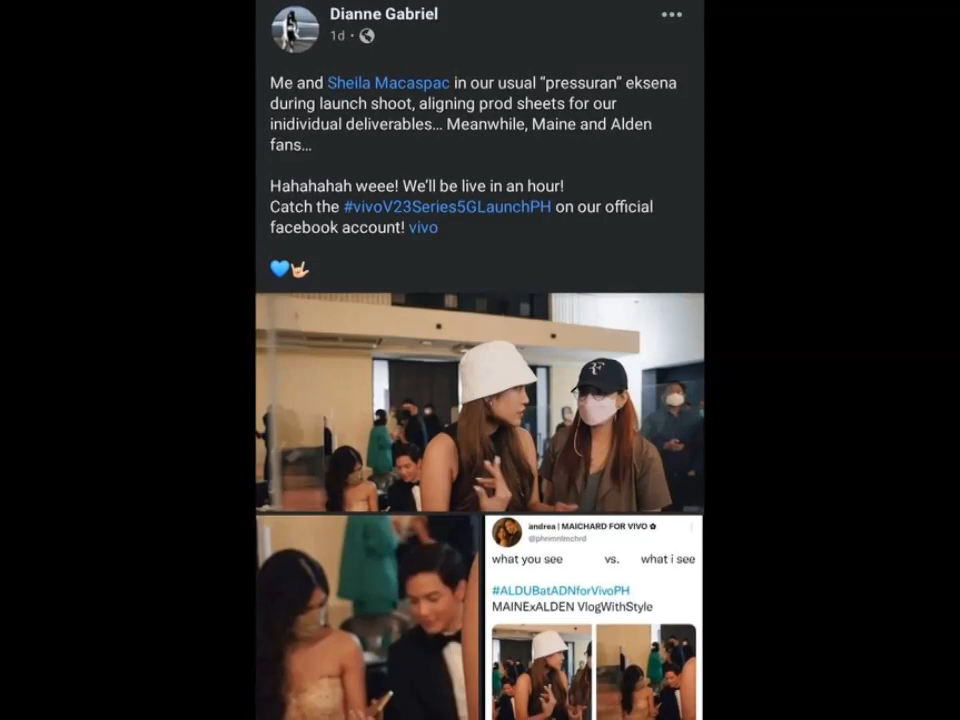 Dianne Gabriel
1d ·
Me and Sheila Macaspac in our usual “pressuran” eksena
during launch shoot, aligning prod sheets for our
inidividual deliverables... Meanwhile, Maine and Alden
fans...
Hahahahah weee! We'll be live in an hour!
Catch the #vivoV23Series5GLaunchPH on our official
facebook account! vivo
andrea | MAICHARD FOR VIVO
@phnmnlmchrd
what you see vs. what i see
#ALDUBatADNforVivoPH
MAINExALDEN VlogWithStyle